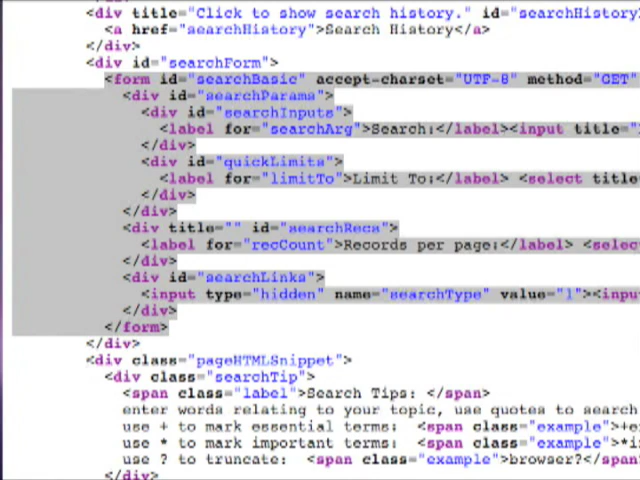 <div title="Click to show search history." id="searchHistory
<a href="searchHistory">Search History</a>
</div>
<div id="searchForm">
<form id="searchBasic" accept-charset="UTF-8" method="GET"
<div id="searchParams">
<div id="searchInputs">
<label for="searchArg">Search:</label><input title="
</div>
<div id="quickLimits">
<label for="limitTo">Limit To:</label> <select title
</div>
</div>
<div title="" id="searchRecs">
<label for="recCount">Records per page:</label> <selec
</div>
<div id="searchLinks">
<input type="hidden" name="searchType" value="1"><inpu
</div>
</form>
</div>
<div class="pageHTMLSnippet">
<div class="searchTip">
<span class="label">Search Tips: </span>
enter words relating to your topic, use quotes to search
use + to mark essential terms: <span class="example">+e
use * to mark important terms: <span class="example">*i
use ? to truncate: <span class="example">browser?</span
</div>